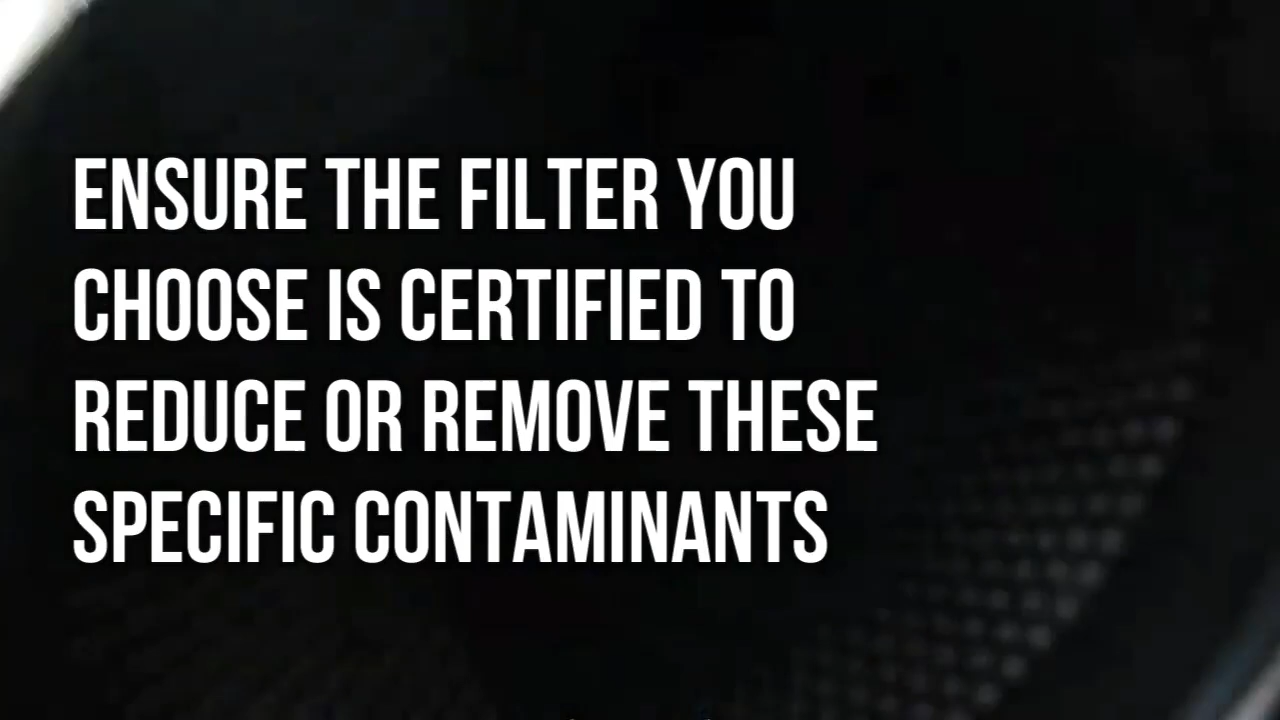 ENSURE THE FILTER YOU
CHOOSE IS CERTIFIED TO
REDUCE OR REMOVE THESE
SPECIFIC CONTAMINANTS